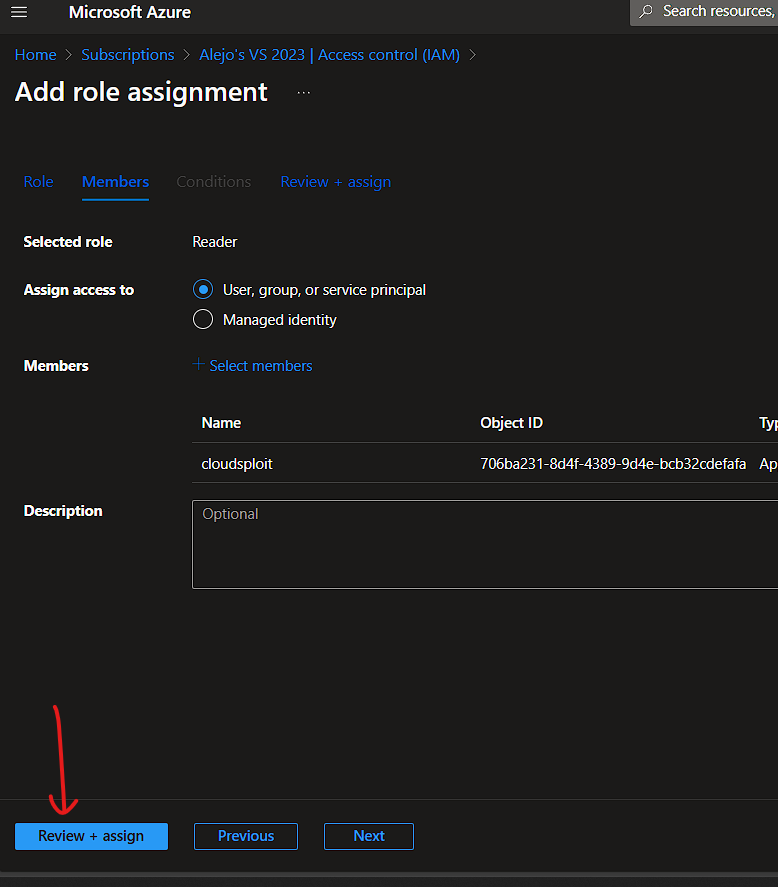 Microsoft Azure
Search resources,
Home > Subscriptions > Alejo's VS 2023 | Access control (IAM) >
Add role assignment ...
Role Members Conditions Review + assign
Selected role Reader
Assign access to User, group, or service principal
Managed identity
Members + Select members
Name Object ID
cloudsploit 706ba231-8d4f-4389-9d4e-bcb32cdefafa
Description Optional
Review + assign Previous Next